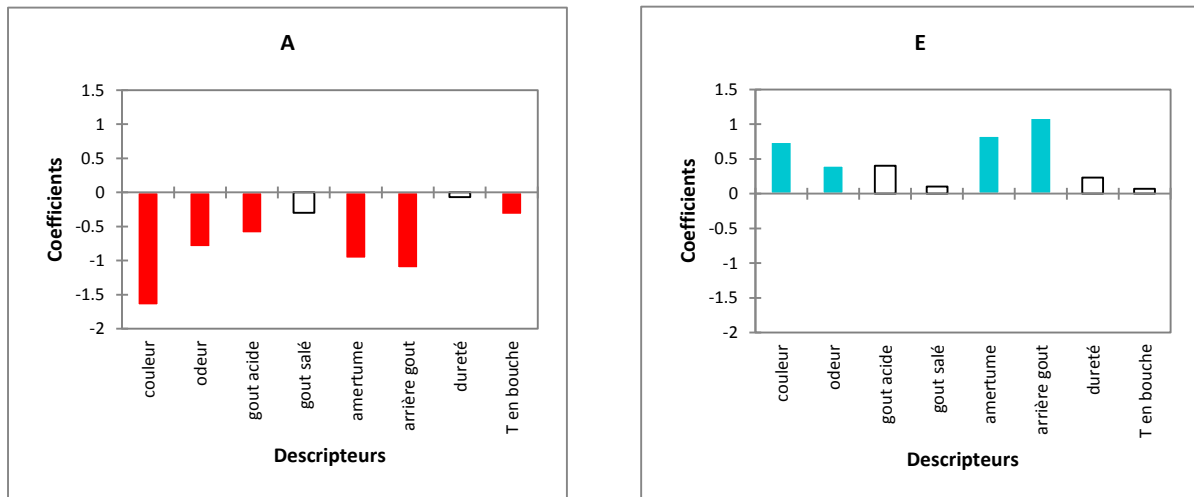 A
1.5
1
0.5
0
-0.5
-1
-1.5
-2
Coefficients
couleur
odeur
gout acide
gout salé
amertume
arrière gout
dureté
T en bouche
Descripteurs
E
1.5
1
0.5
0
-0.5
-1
-1.5
-2
Coefficients
couleur
odeur
gout acide
gout salé
amertume
arrière gout
dureté
T en bouche
Descripteurs